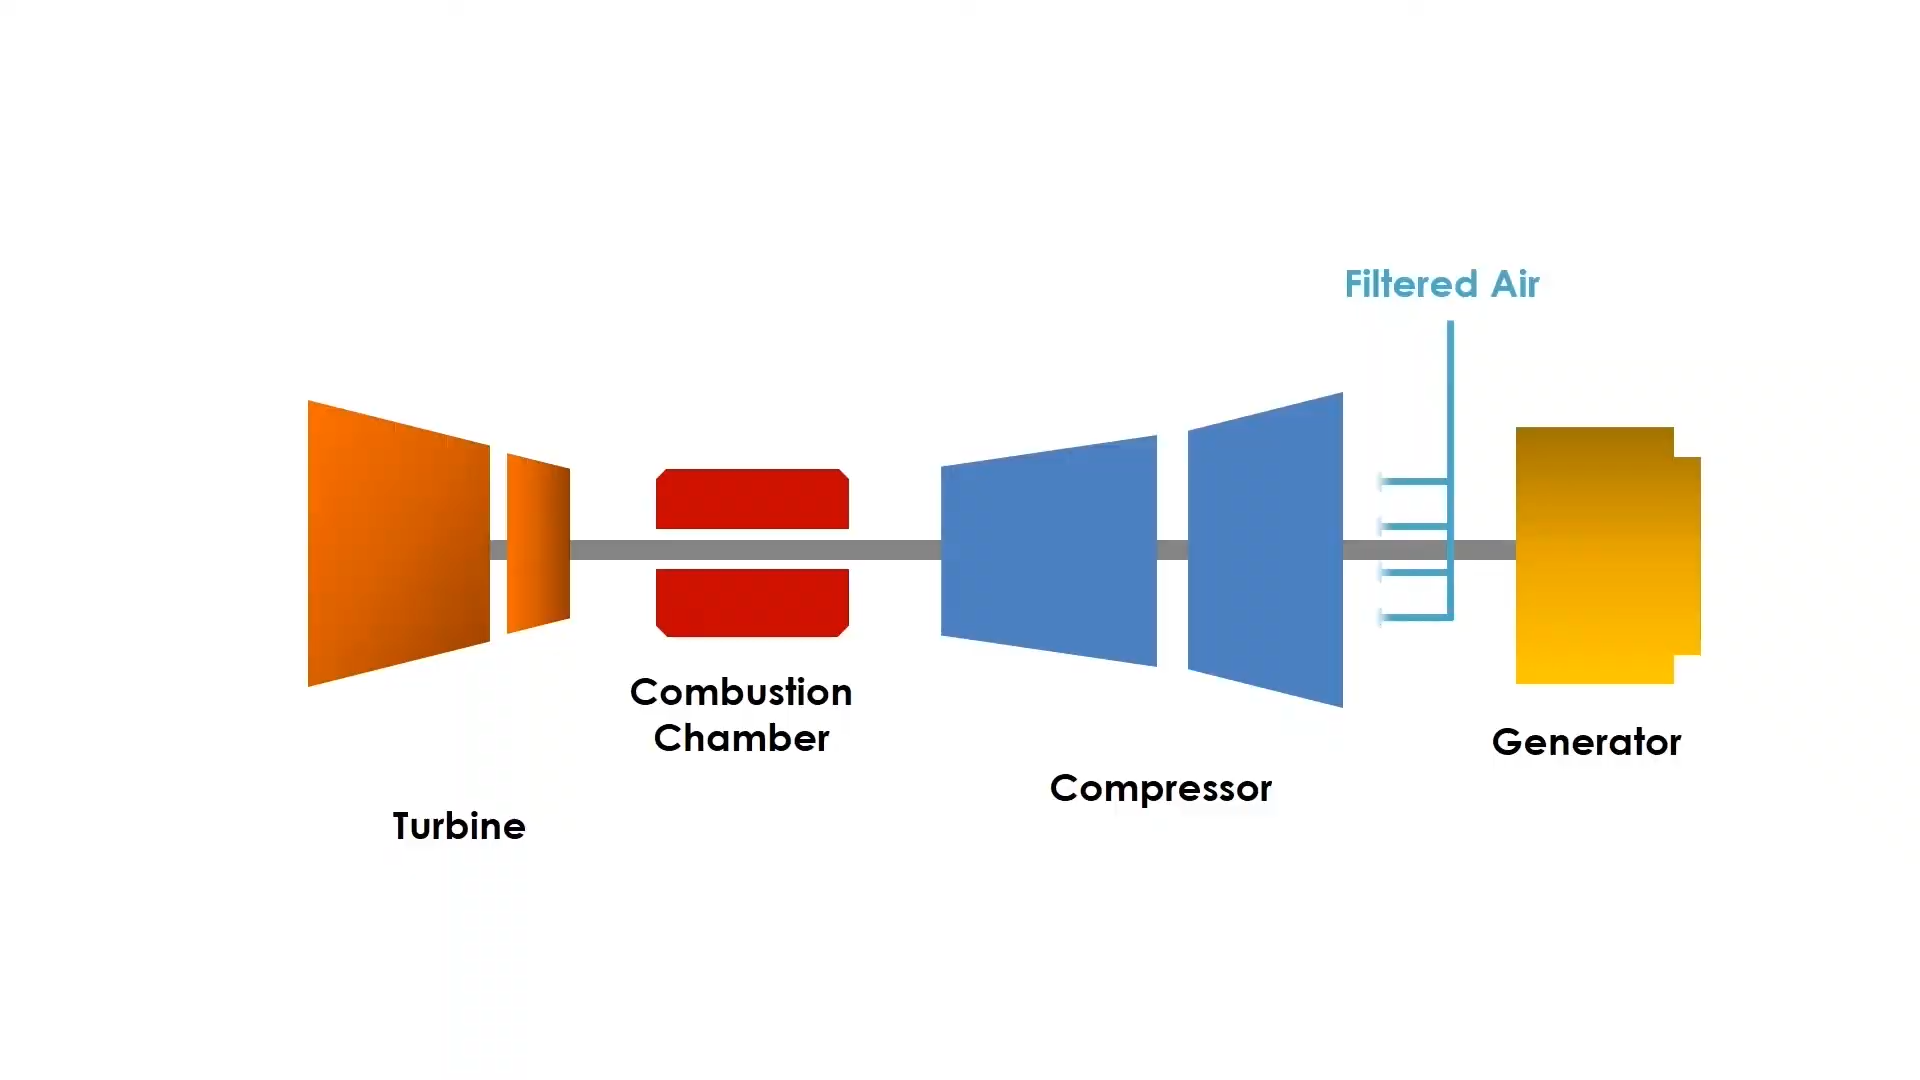 Filtered Air
Combustion
Chamber
Generator
Compressor
Turbine